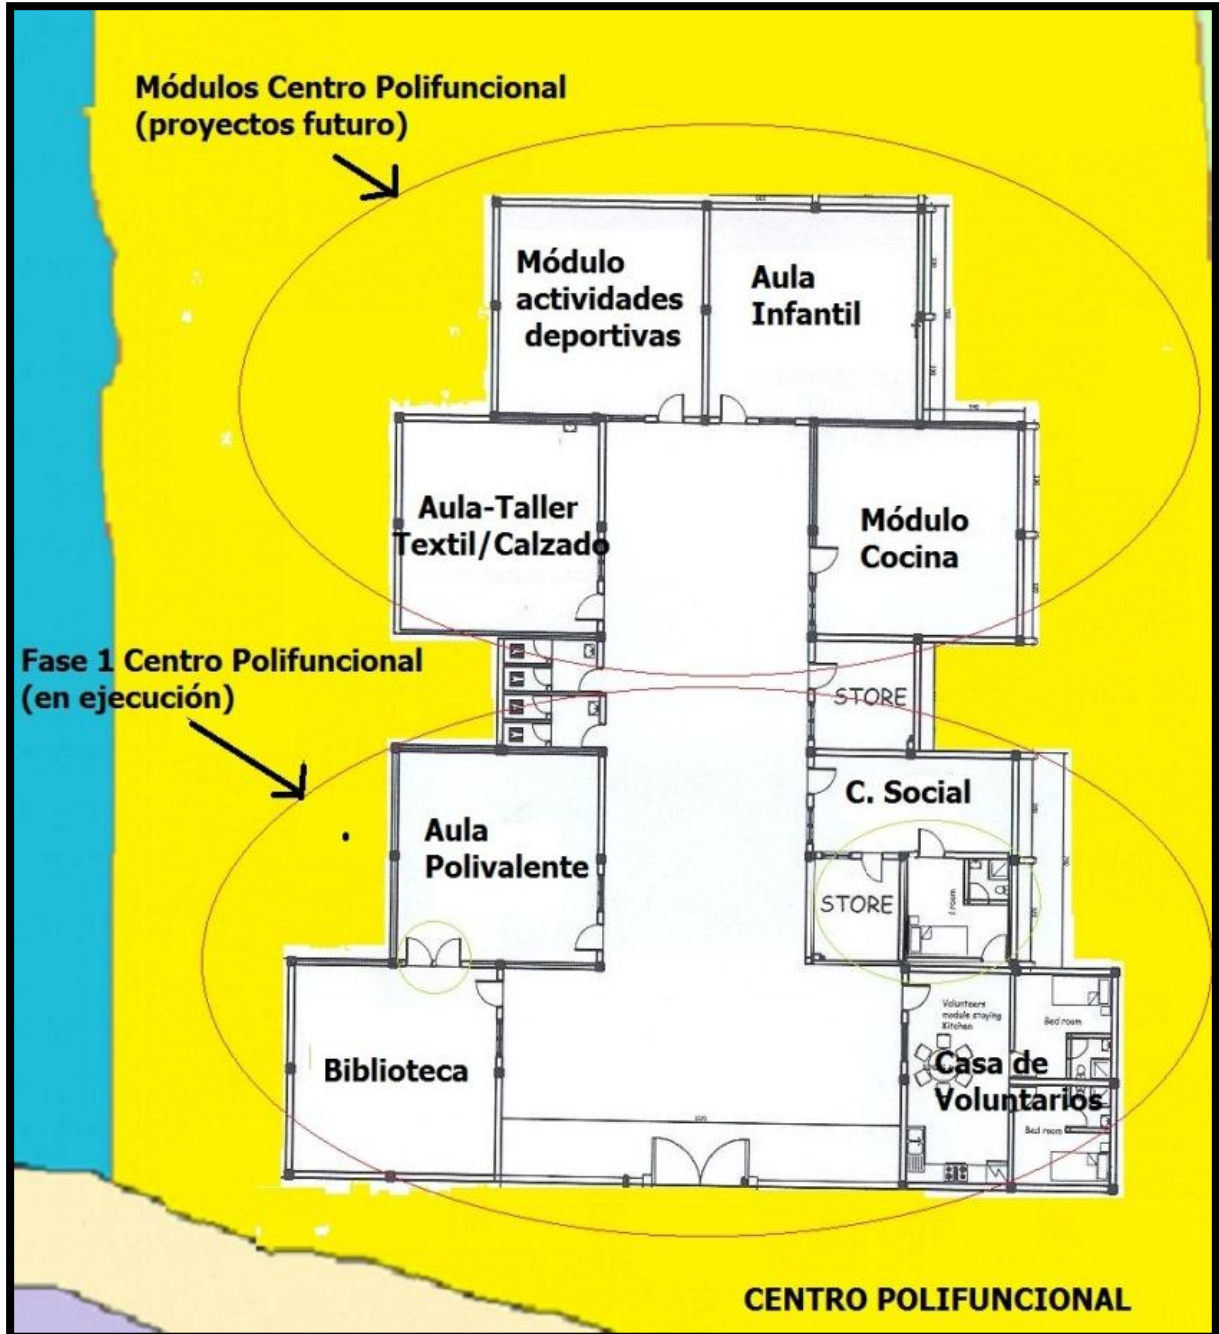 Módulos Centro Polifuncional
(proyectos futuro)
Módulo
actividades
deportivas
Aula
Infantil
Aula-Taller
Textil/Calzado
Módulo
Cocina
Fase 1 Centro Polifuncional
(en ejecución)
STORE
C. Social
Aula
Polivalente
STORE
Volunteers
module staying
Kitchen
Bed room
Biblioteca
Casa de
Voluntarios
Bed room
CENTRO POLIFUNCIONAL